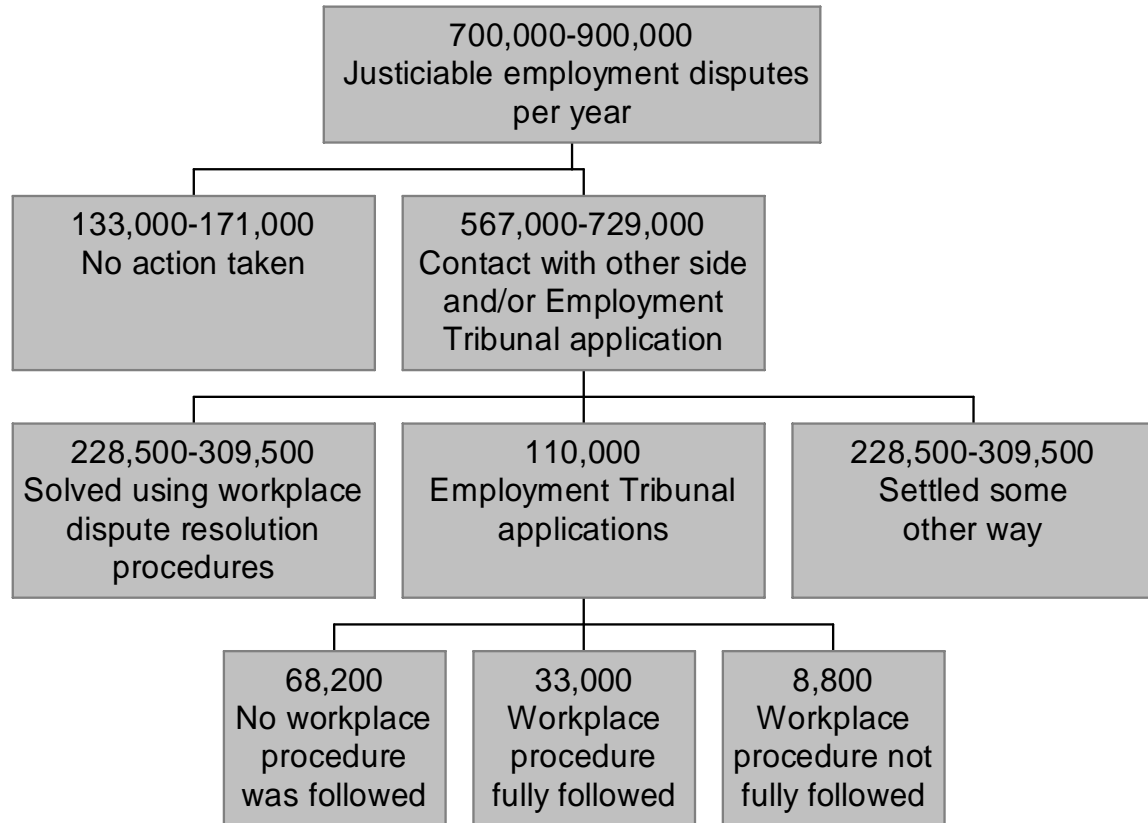 700,000-900,000
Justiciable employment disputes
per year
133,000-171,000
No action taken
567,000-729,000
Contact with other side
and/or Employment
Tribunal application
228,500-309,500
Solved using workplace
dispute resolution
procedures
110,000
Employment Tribunal
applications
228,500-309,500
Settled some
other way
68,200
No workplace
procedure
was followed
33,000
Workplace
procedure
fully followed
8,800
Workplace
procedure not
fully followed